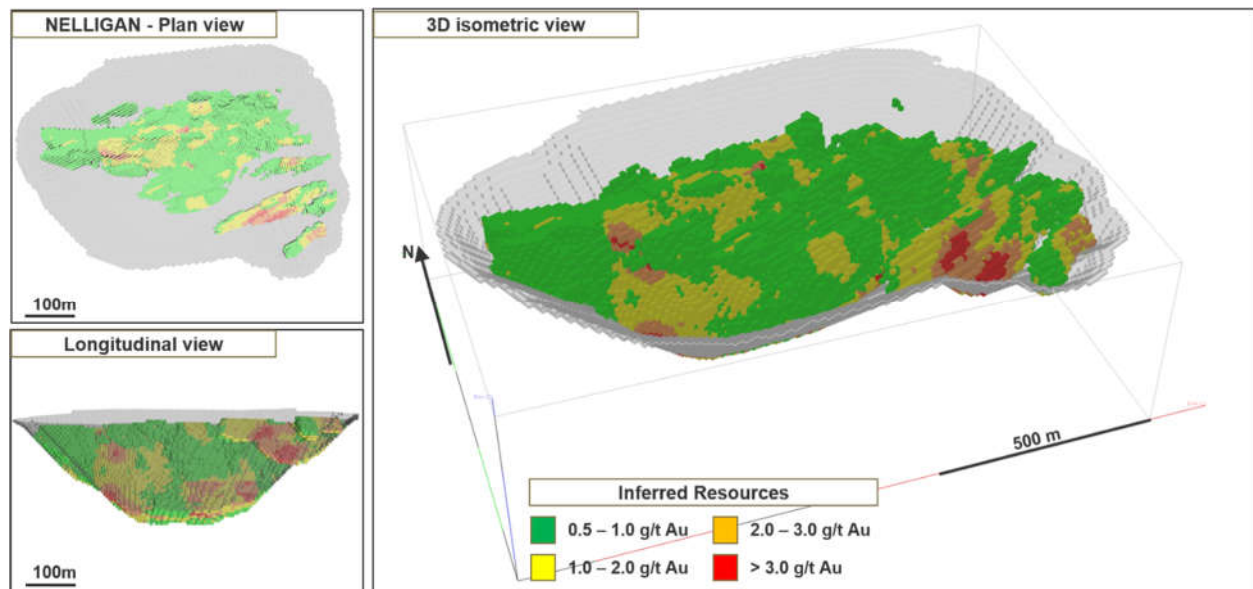 NELLIGAN - Plan view
100m
Longitudinal view
100m
3D isometric view
N
500 m
Inferred Resources
0.5 – 1.0 g/t Au
2.0 – 3.0 g/t Au
1.0 – 2.0 g/t Au
> 3.0 g/t Au